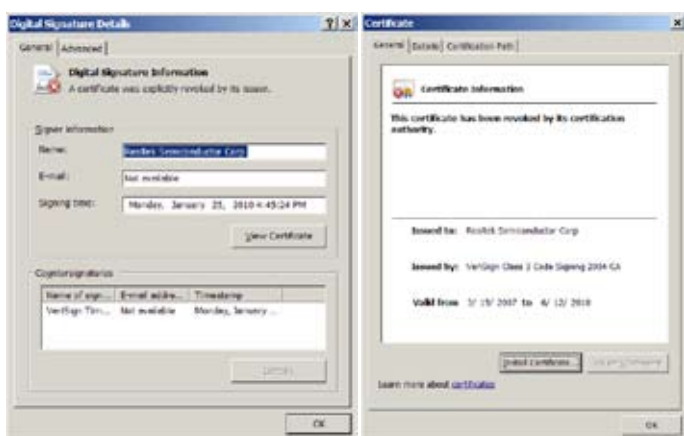 Digital Signature Details
General Advanced
Digital Signature Information
A certificate was explicitly revoked by its issuer.
Signer information
Name: Realtek Semiconductor Corp
E-mail: Not available
Signing time: Monday, January 25, 2010 4:45:24 PM
View Certificate
Countersignatures
Name of sign... E-mail addre... Timestamp
VeriSign Tim... Not available Monday, January ...
Details
OK
Certificate
General Details Certification Path
Certificate Information
This certificate has been revoked by its certification
authority.
Issued to: Realtek Semiconductor Corp
Issued by: VeriSign Class 3 Code Signing 2004 CA
Valid from 3/ 15/ 2007 to 6/ 12/ 2010
Install Certificate...
Learn more about certificates
OK